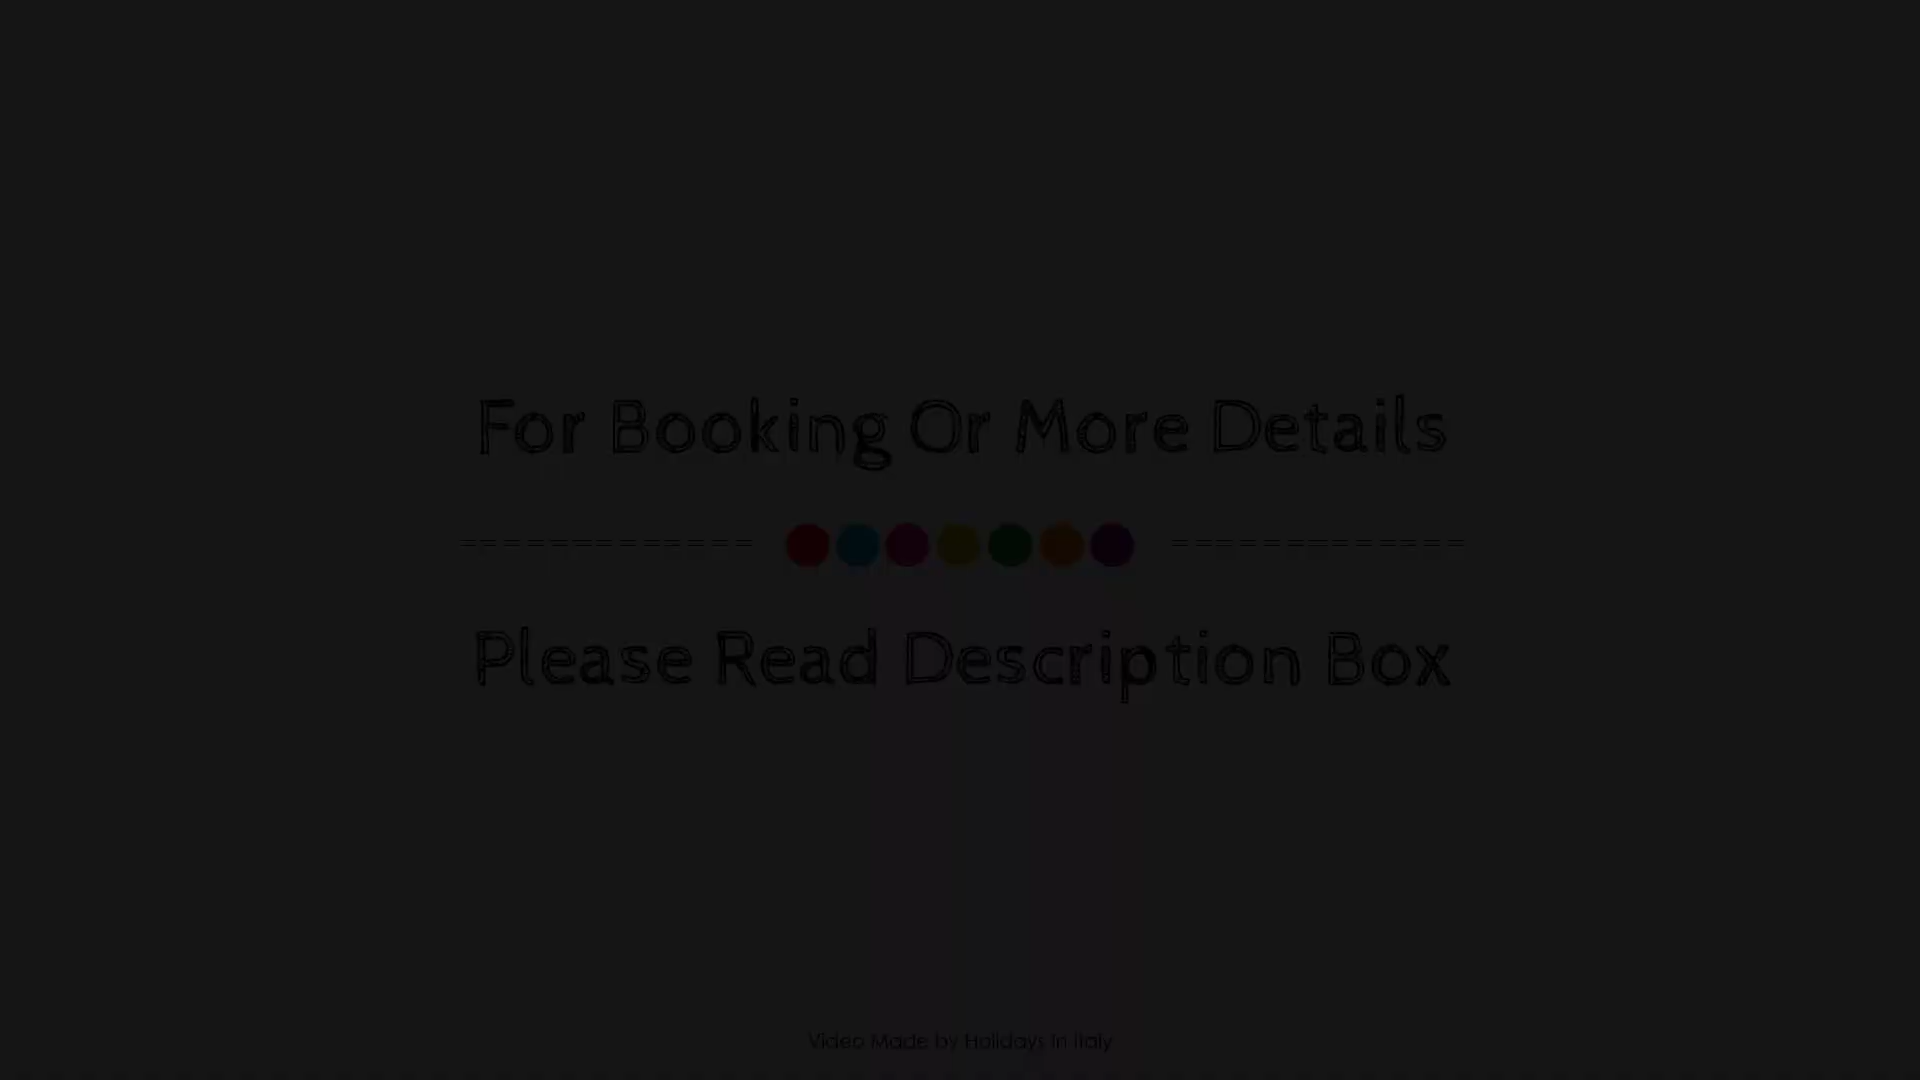 For Booking Or More Details
============= =============
Please Read Description Box
Video Made by Holidays In Italy